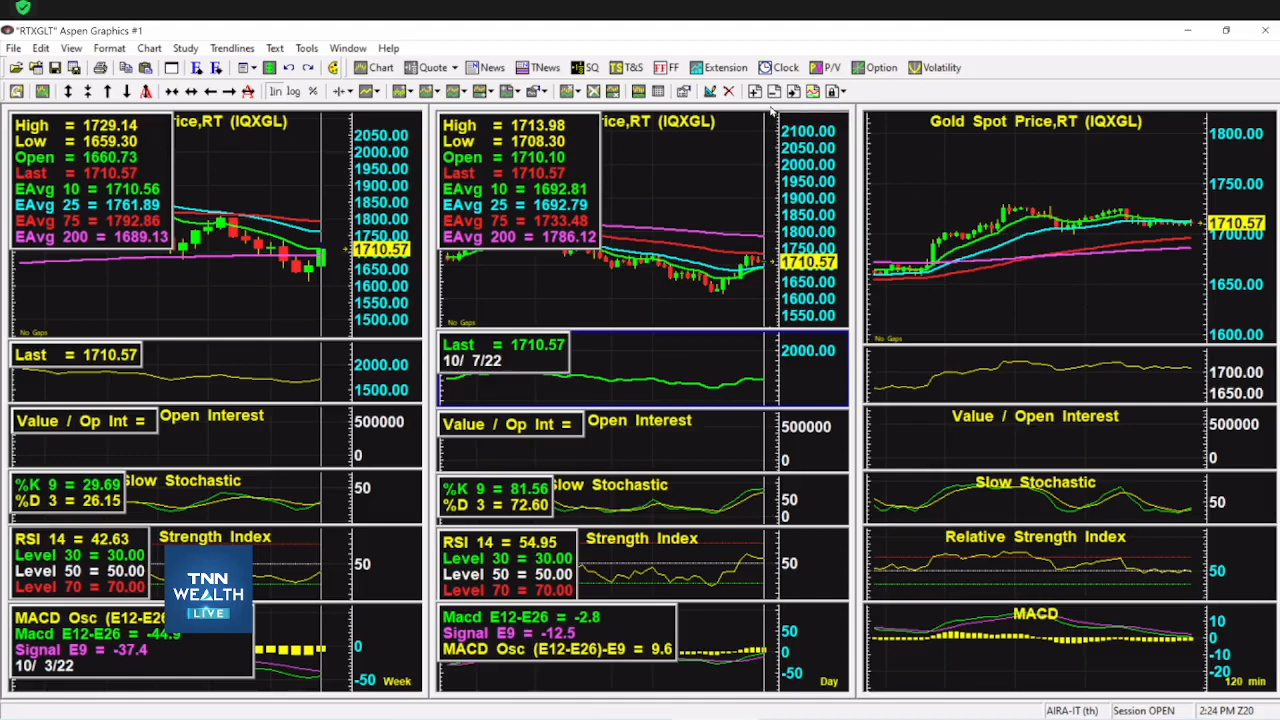 "RTXGLT" Aspen Graphics #1
File Edit View Format Chart Study Trendlines Text Tools Window Help
Chart Quote News TNews SQ T&S FF Extension Clock P/V Option Volatility
lin log %
High = 1729.14
Low = 1659.30
Open = 1660.73
Last = 1710.57
EAvg 10 = 1710.56
EAvg 25 = 1761.89
EAvg 75 = 1792.86
EAvg 200 = 1689.13
rice,RT (IQXGL)
2050.00
2000.00
1950.00
1900.00
1850.00
1800.00
1750.00
1710.57
1650.00
1600.00
1550.00
1500.00
No Gaps
Last = 1710.57
2000.00
1500.00
Value / Op Int =
Open Interest
500000
0
%K 9 = 29.69
%D 3 = 26.15
Slow Stochastic
50
RSI 14 = 42.63
Level 30 = 30.00
Level 50 = 50.00
Level 70 = 70.00
Strength Index
50
TNN
WEALTH
LIVE
MACD Osc (E12-E26
Macd E12-E26 = -44.9
Signal E9 = -37.4
10/ 3/22
0
-50
Week
High = 1713.98
Low = 1708.30
Open = 1710.10
Last = 1710.57
EAvg 10 = 1692.81
EAvg 25 = 1692.79
EAvg 75 = 1733.48
EAvg 200 = 1786.12
rice,RT (IQXGL)
2100.00
2050.00
2000.00
1950.00
1900.00
1850.00
1800.00
1750.00
1710.57
1650.00
1600.00
1550.00
No Gaps
Last = 1710.57
10/ 7/22
2000.00
Value / Op Int =
Open Interest
500000
0
%K 9 = 81.56
%D 3 = 72.60
Slow Stochastic
50
0
RSI 14 = 54.95
Level 30 = 30.00
Level 50 = 50.00
Level 70 = 70.00
Strength Index
50
Macd E12-E26 = -2.8
Signal E9 = -12.5
MACD Osc (E12-E26)-E9 = 9.6
50
0
-50
Day
Gold Spot Price,RT (IQXGL)
1800.00
1750.00
1710.57
1700.00
1650.00
1600.00
No Gaps
1700.00
1650.00
Value / Open Interest
500000
0
Slow Stochastic
50
Relative Strength Index
50
MACD
10
0
-10
-20
120 min
AIRA-IT (th) Session OPEN 2:24 PM Z20